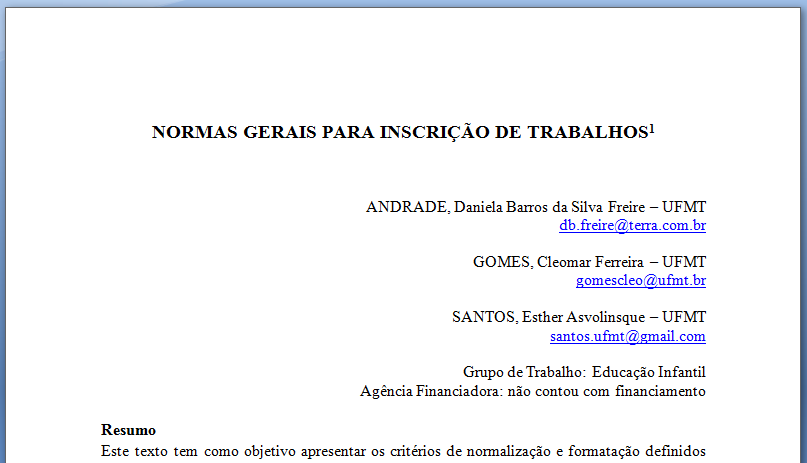 NORMAS GERAIS PARA INSCRIÇÃO DE TRABALHOS¹
ANDRADE, Daniela Barros da Silva Freire – UFMT
db.freire@terra.com.br
GOMES, Cleomar Ferreira – UFMT
gomescleo@ufmt.br
SANTOS, Esther Asvolinsque – UFMT
santos.ufmt@gmail.com
Grupo de Trabalho: Educação Infantil
Agência Financiadora: não contou com financiamento
Resumo
Este texto tem como objetivo apresentar os critérios de normalização e formatação definidos